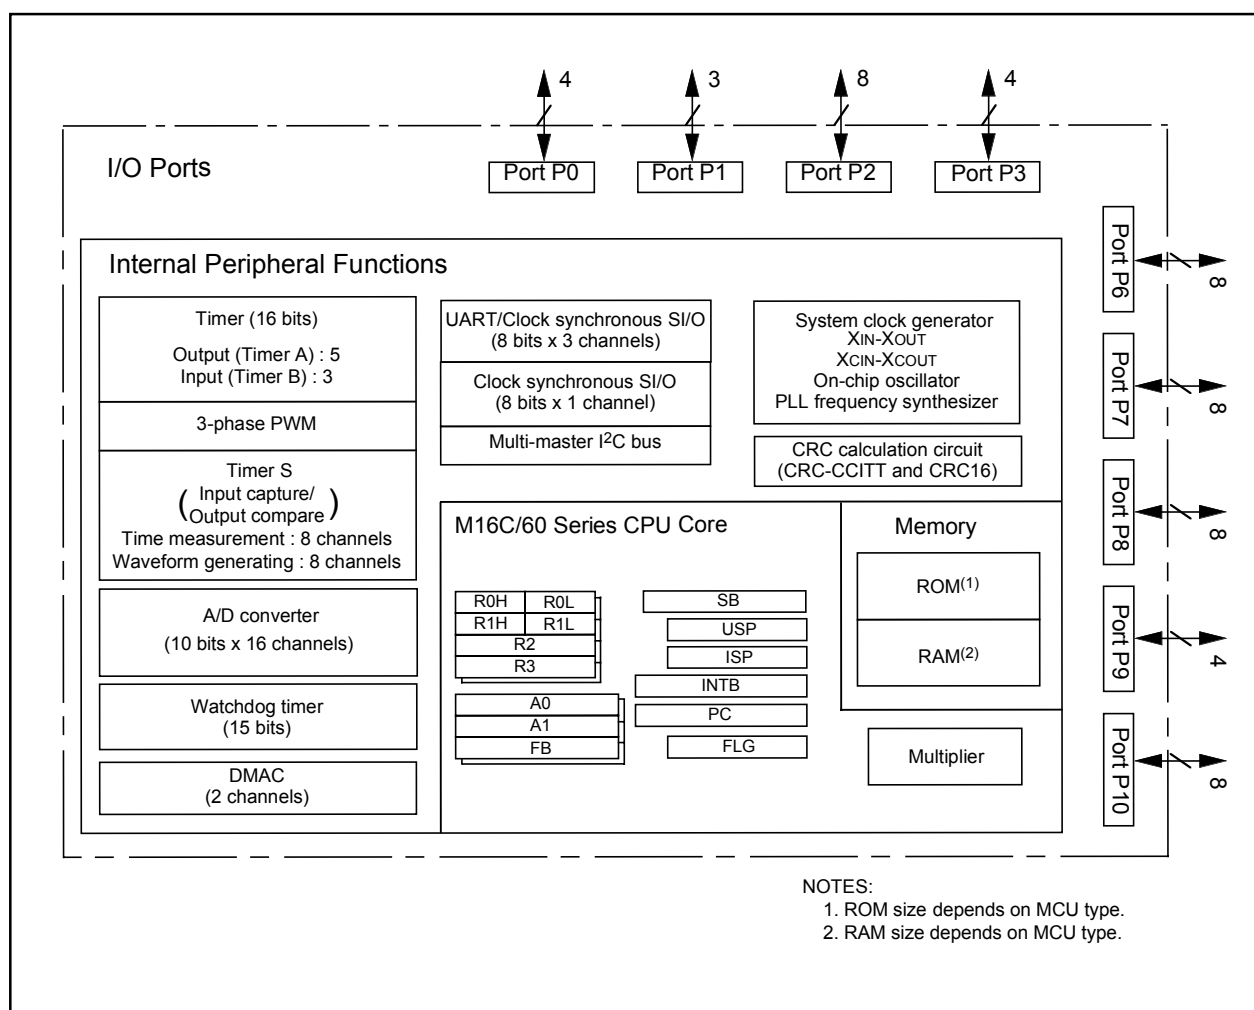 4
3
8
4
I/O Ports
Port P0
Port P1
Port P2
Port P3
Internal Peripheral Functions
Timer (16 bits)
Output (Timer A) : 5
Input (Timer B) : 3
3-phase PWM
Timer S
(Input capture/
Output compare)
Time measurement : 8 channels
Waveform generating : 8 channels
A/D converter
(10 bits x 16 channels)
Watchdog timer
(15 bits)
DMAC
(2 channels)
UART/Clock synchronous SI/O
(8 bits x 3 channels)
Clock synchronous SI/O
(8 bits x 1 channel)
Multi-master I²C bus
System clock generator
XIN-XOUT
XCIN-XCOUT
On-chip oscillator
PLL frequency synthesizer
CRC calculation circuit
(CRC-CCITT and CRC16)
M16C/60 Series CPU Core
R0H
R0L
R1H
R1L
R2
R3
A0
A1
FB
SB
USP
ISP
INTB
PC
FLG
Memory
ROM(1)
RAM(2)
Multiplier
Port P6
8
Port P7
8
Port P8
8
Port P9
4
Port P10
8
NOTES:
1. ROM size depends on MCU type.
2. RAM size depends on MCU type.